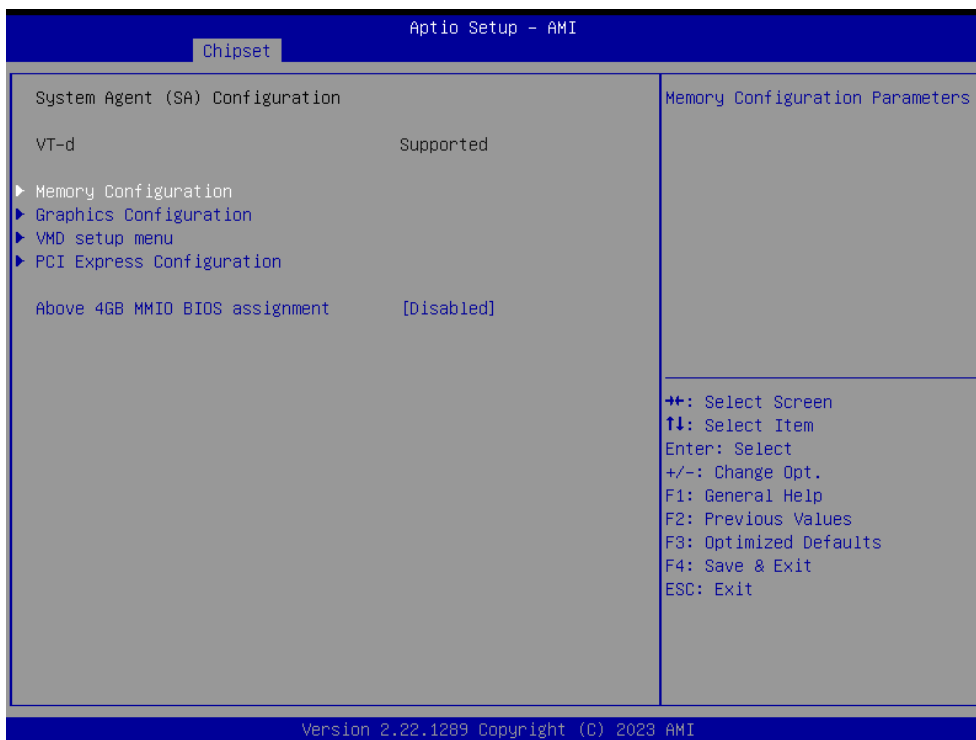 Aptio Setup – AMI
Chipset
System Agent (SA) Configuration
VT-d Supported
Memory Configuration
Graphics Configuration
VMD setup menu
PCI Express Configuration
Above 4GB MMIO BIOS assignment [Disabled]
Memory Configuration Parameters
→←: Select Screen
↑↓: Select Item
Enter: Select
+/-: Change Opt.
F1: General Help
F2: Previous Values
F3: Optimized Defaults
F4: Save & Exit
ESC: Exit
Version 2.22.1289 Copyright (C) 2023 AMI